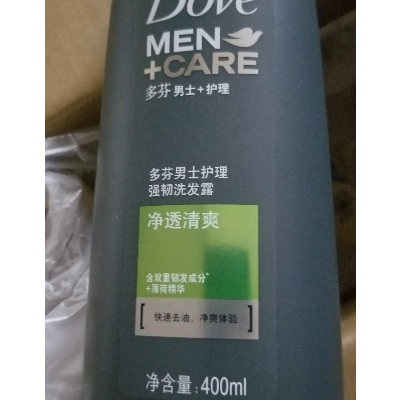 Dove
MEN
+CARE
多芬男士+护理
多芬男士护理
强韧洗发露
净透清爽
含双重韧发成分*
+薄荷精华
快速去油，净爽体验
净含量：400ml